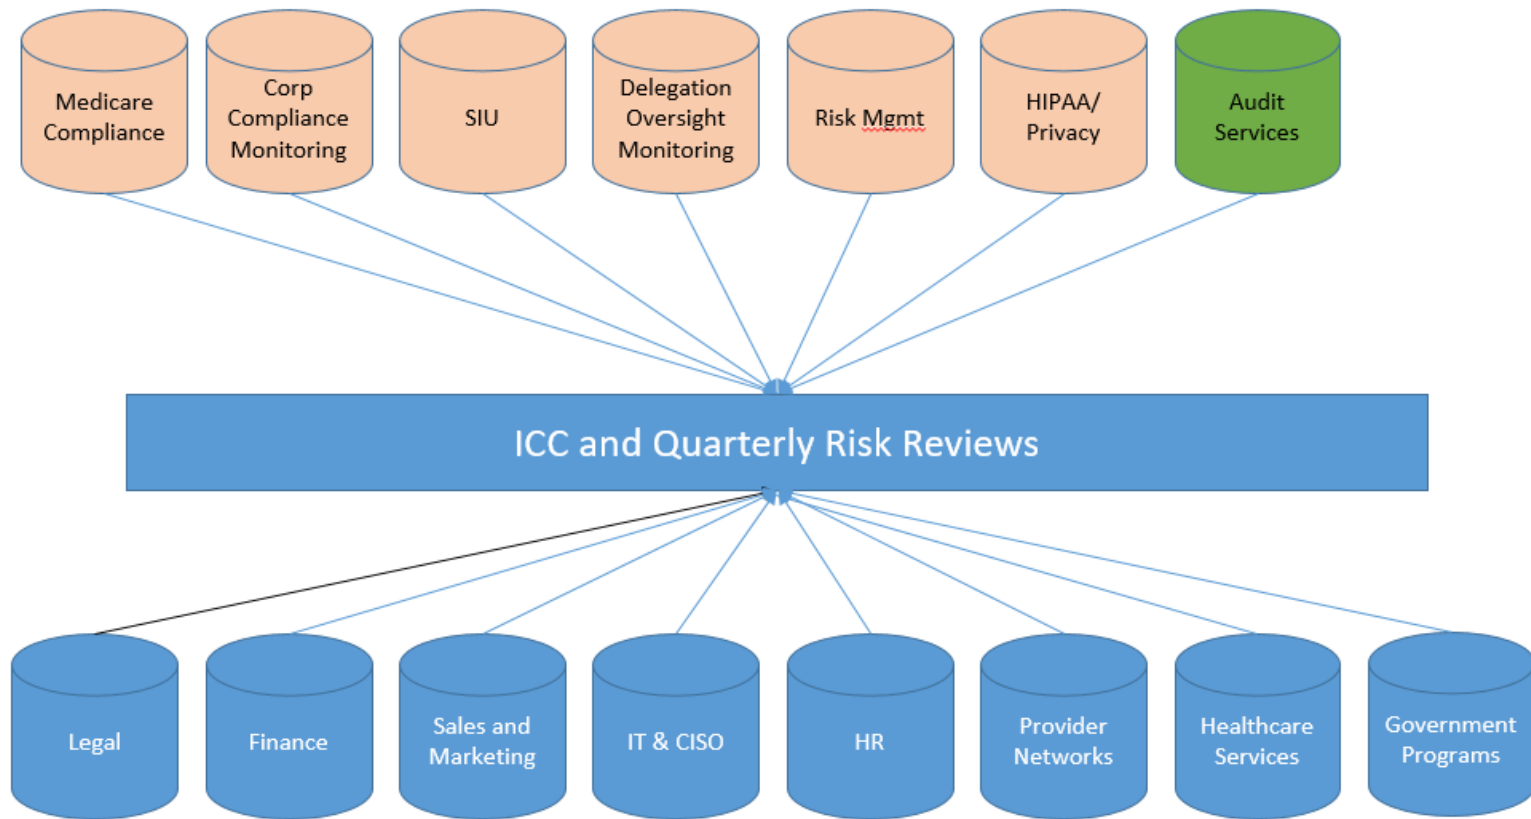 Medicare
Compliance
Corp
Compliance
Monitoring
SIU
Delegation
Oversight
Monitoring
Risk Mgmt
HIPAA/
Privacy
Audit
Services
ICC and Quarterly Risk Reviews
Legal
Finance
Sales and
Marketing
IT & CISO
HR
Provider
Networks
Healthcare
Services
Government
Programs